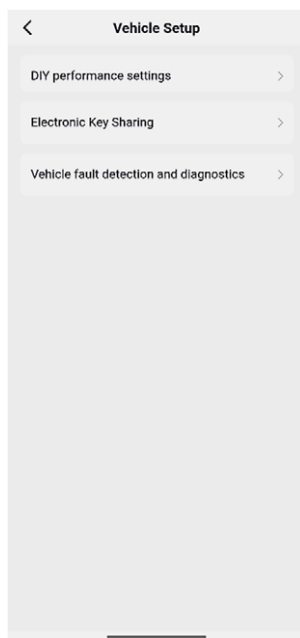 Vehicle Setup
DIY performance settings
Electronic Key Sharing
Vehicle fault detection and diagnostics